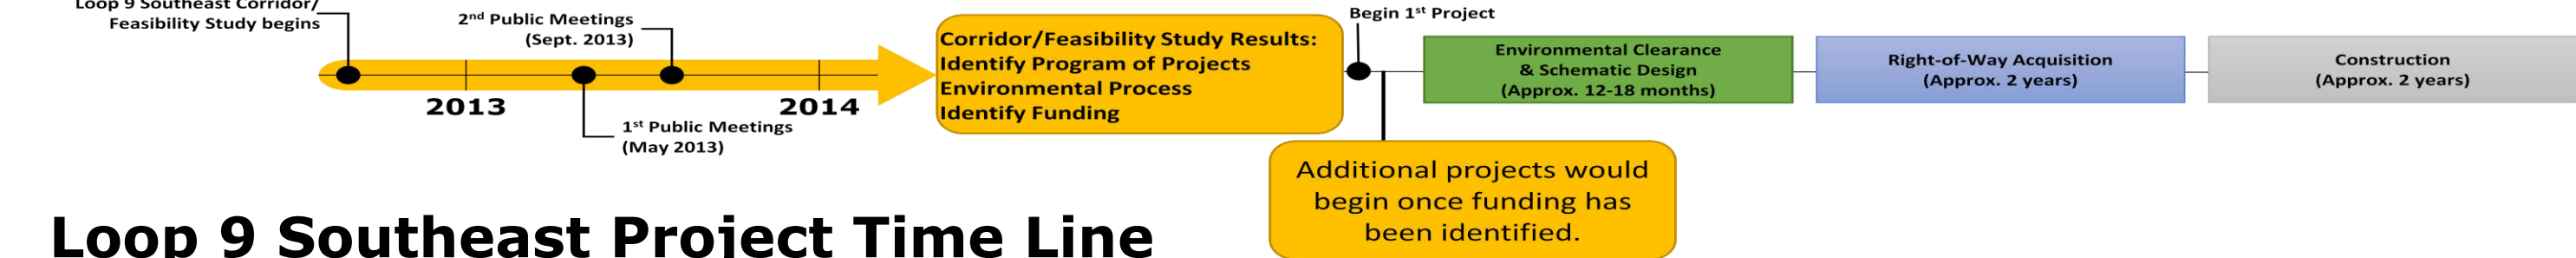 Loop 9 Southeast Corridor/
Feasibility Study begins
2nd Public Meetings
(Sept. 2013)
2013
2014
1st Public Meetings
(May 2013)
Corridor/Feasibility Study Results:
Identify Program of Projects
Environmental Process
Identify Funding
Begin 1st Project
Environmental Clearance
& Schematic Design
(Approx. 12-18 months)
Right-of-Way Acquisition
(Approx. 2 years)
Construction
(Approx. 2 years)
Additional projects would
begin once funding has
been identified.
Loop 9 Southeast Project Time Line